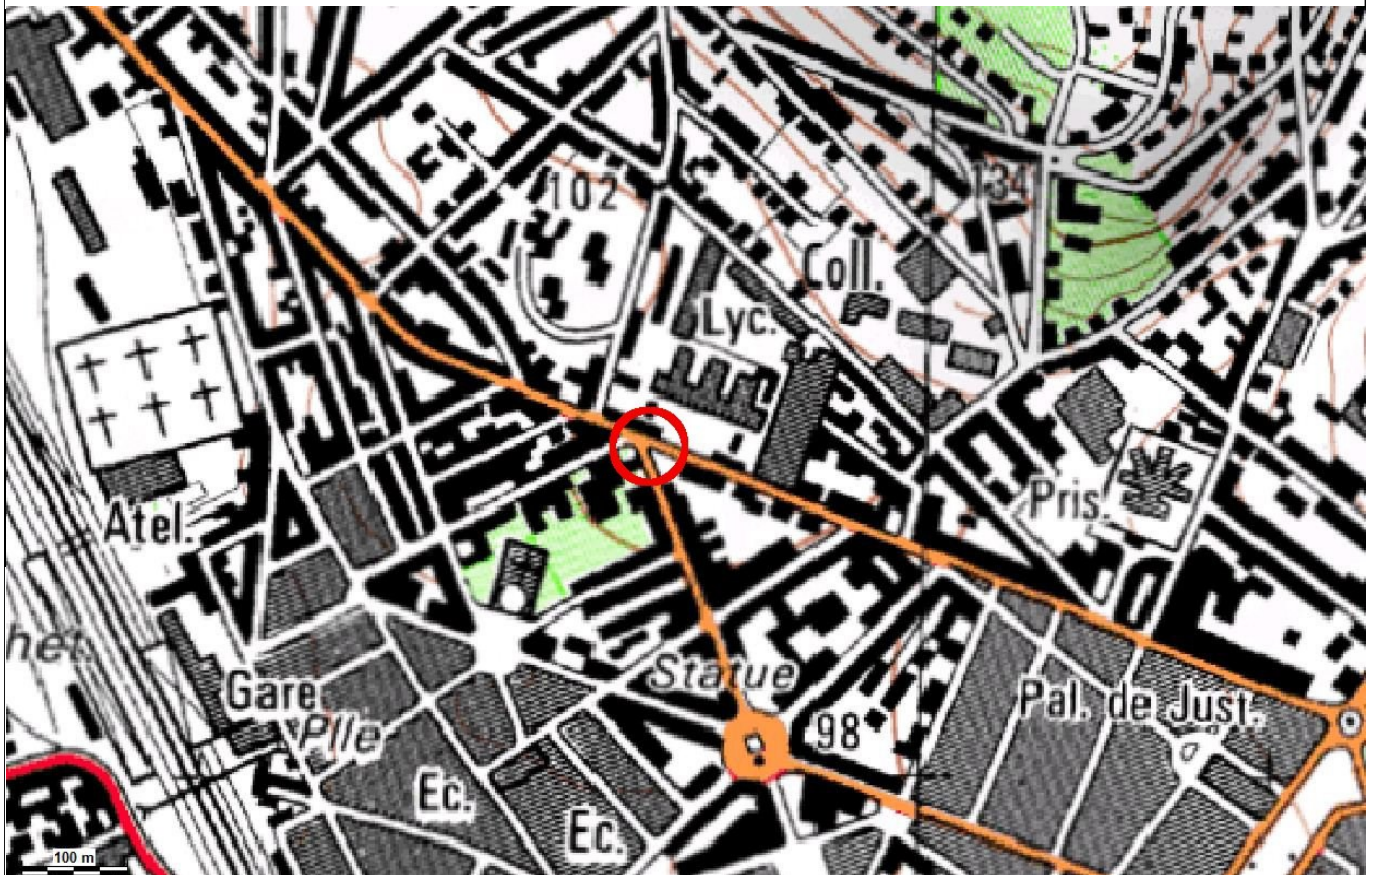 102
134
Coll.
Lyc.
Pris.
Atel.
het.
Statue
Gare
Pal. de Just.
98
Plle
Ec.
Ec.
100 m